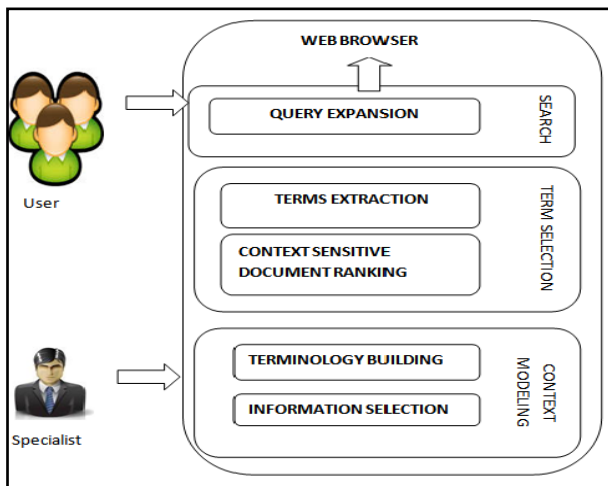 WEB BROWSER
QUERY EXPANSION
SEARCH
User
TERMS EXTRACTION
CONTEXT SENSITIVE
DOCUMENT RANKING
TERM SELECTION
TERMINOLOGY BUILDING
INFORMATION SELECTION
CONTEXT
MODELING
Specialist